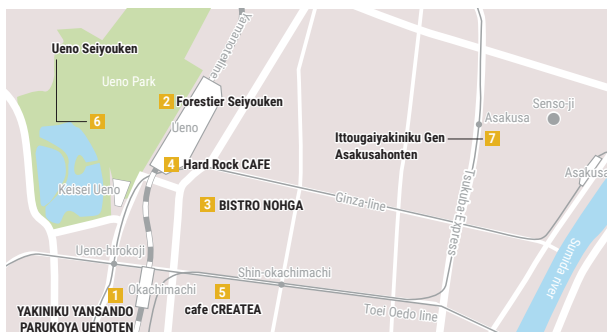 Yamanoteline
Ueno Seiyouken
Ueno Park
2 Forestier Seiyouken
6
Ueno
Asakusa
Senso-ji
Ittougaiyakiniku Gen
Asakusahonten
7
4 Hard Rock CAFE
Keisei Ueno
Asakusa
3 BISTRO NOHGA
Ginza-line
Tsukuba-Express
Sumida river
Ueno-hirokoji
Shin-okachimachi
1
Okachimachi
5
cafe CREATEA
Toei Oedo line
YAKINIKU YANSANDO
PARUKOYA UENOTEN